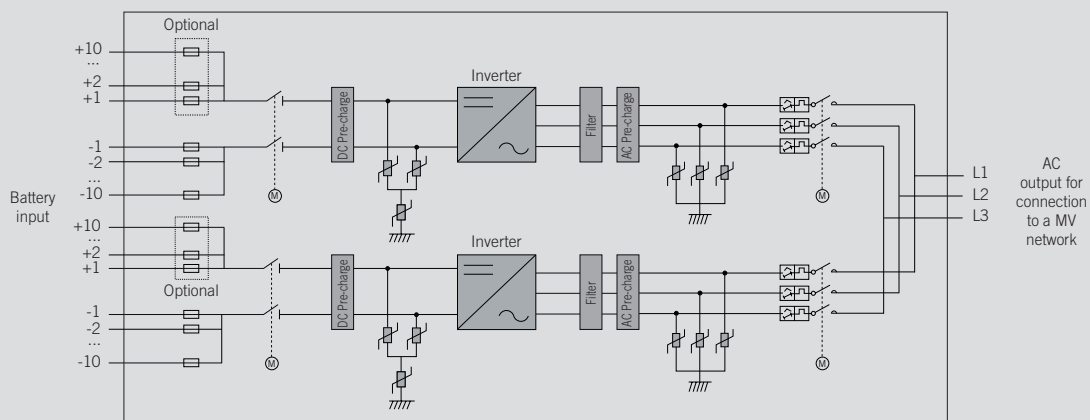 Optional
+10
...
+2
+1
-1
-2
...
-10
Battery
input
+10
...
+2
+1
Optional
-1
-2
...
-10
M
DC Pre-charge
Inverter
Filter
AC Pre-charge
M
M
DC Pre-charge
Inverter
Filter
AC Pre-charge
M
L1
L2
L3
AC
output for
connection
to a MV
network